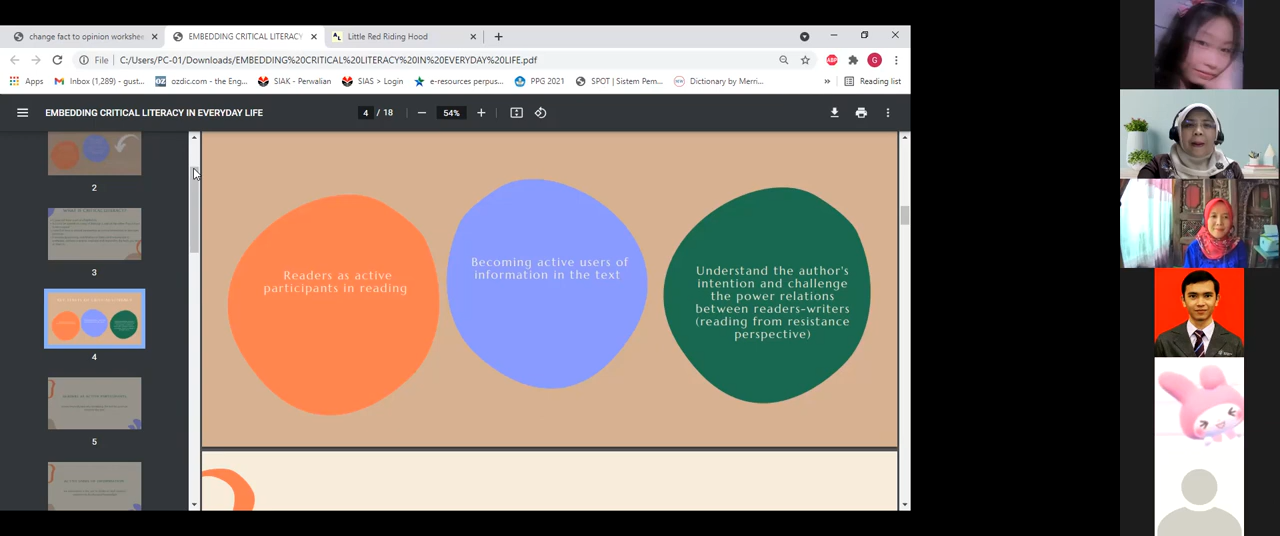 change fact to opinion workshee
EMBEDDING CRITICAL LITERACY
Little Red Riding Hood
File
C:/Users/PC-01/Downloads/EMBEDDING%20CRITICAL%20LITERACY%20IN%20EVERYDAY%20LIFE.pdf
G
Apps
Inbox (1,289) - gust...
ozdic.com - the Eng...
SIAK - Perwalian
SIAS > Login
e-resources perpus...
PPG 2021
SPOT (Sistem Pem...
Dictionary by Merri...
Reading list
EMBEDDING CRITICAL LITERACY IN EVERYDAY LIFE
4 / 18
54%
2
3
4
5
Readers as active
participants in reading
Becoming active users of
information in the text
Understand the author's
intention and challenge
the power relations
between readers-writers
(reading from resistance
perspective)